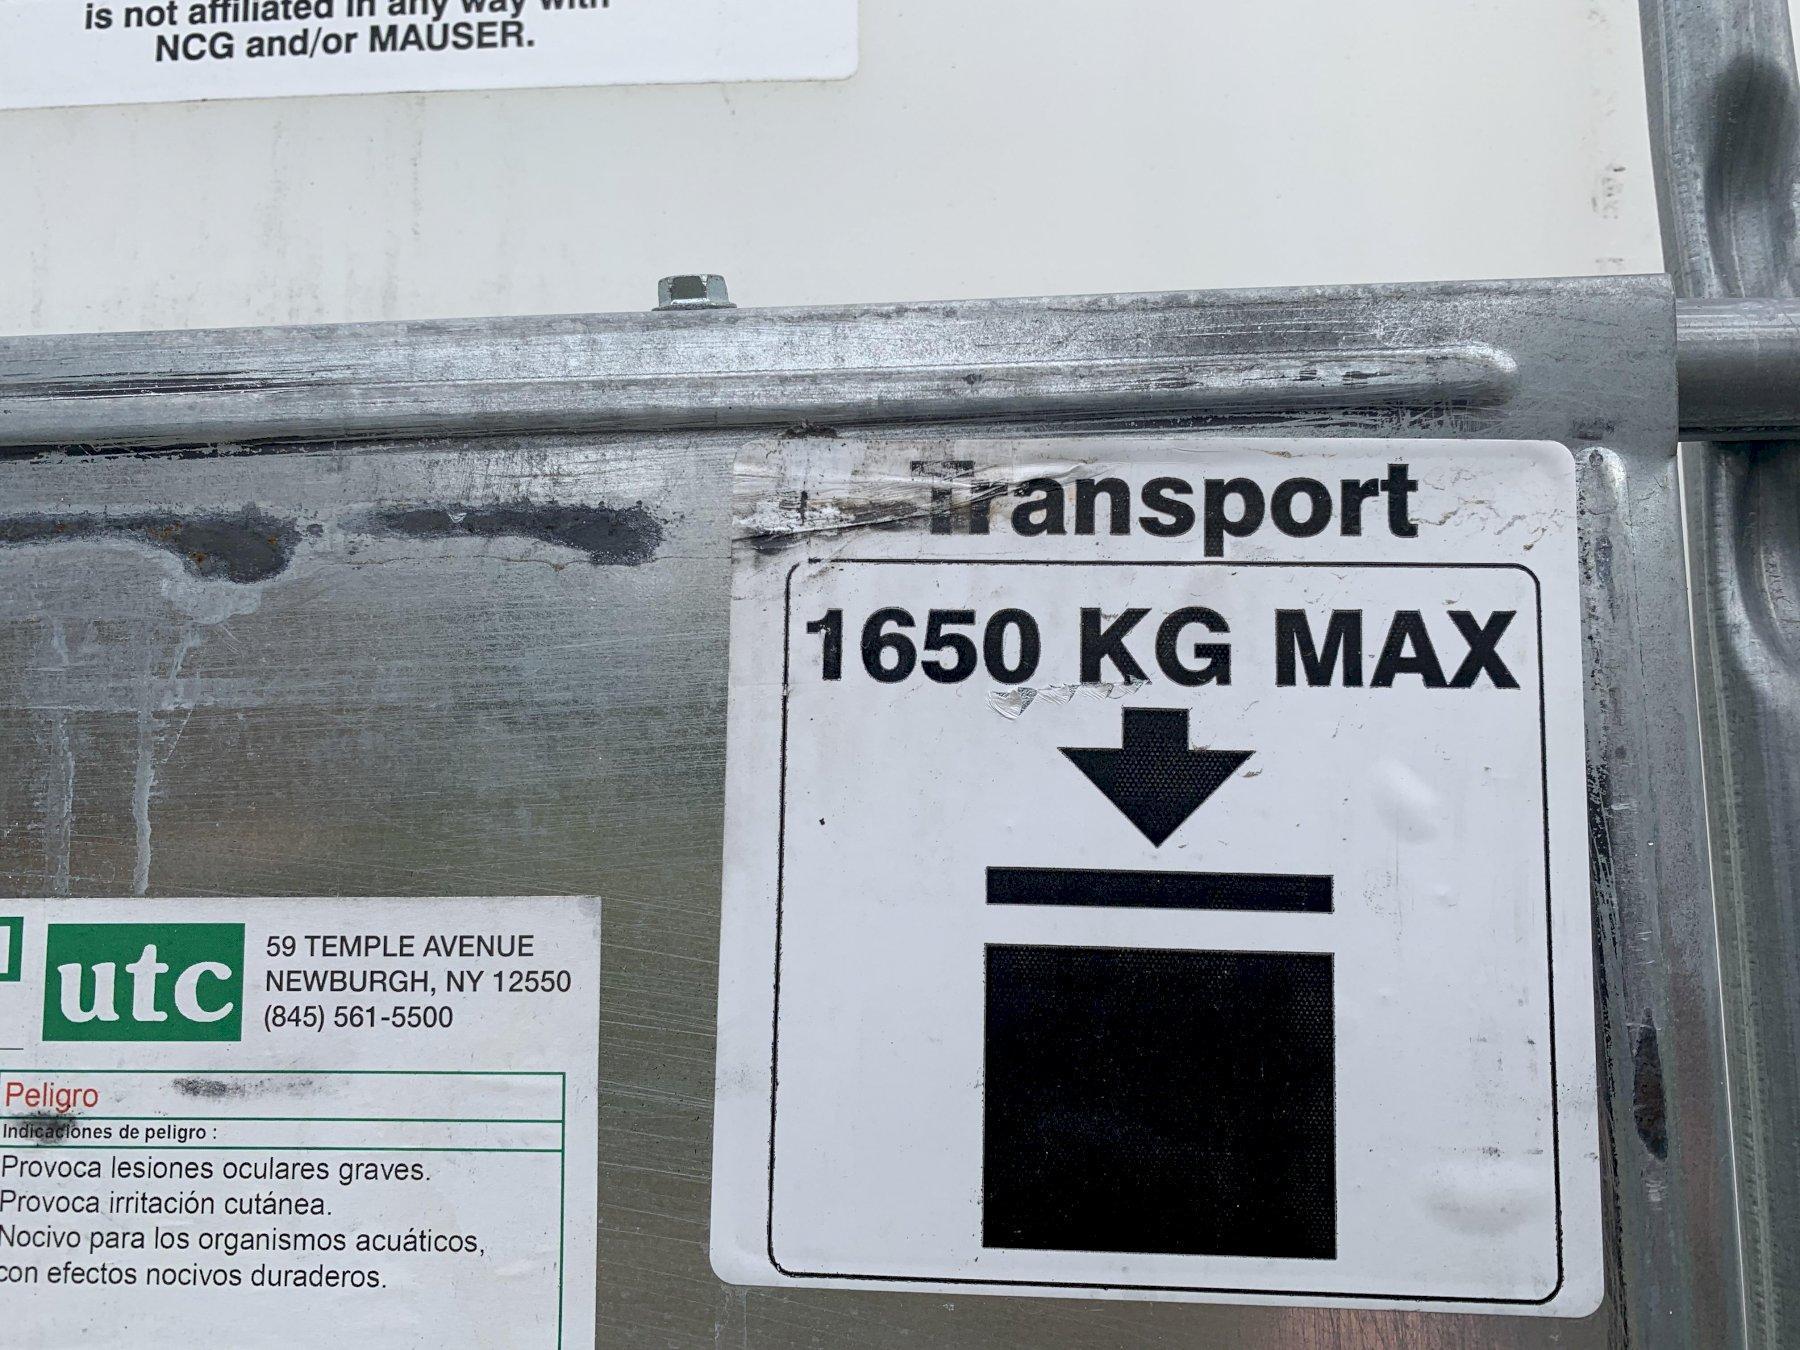 is not affiliated in any way with
NCG and/or MAUSER.
Transport
1650 KG MAX
utc
59 TEMPLE AVENUE
NEWBURGH, NY 12550
(845) 561-5500
Peligro
Indicaciones de peligro :
Provoca lesiones oculares graves.
Provoca irritación cutánea.
Nocivo para los organismos acuáticos,
con efectos nocivos duraderos.